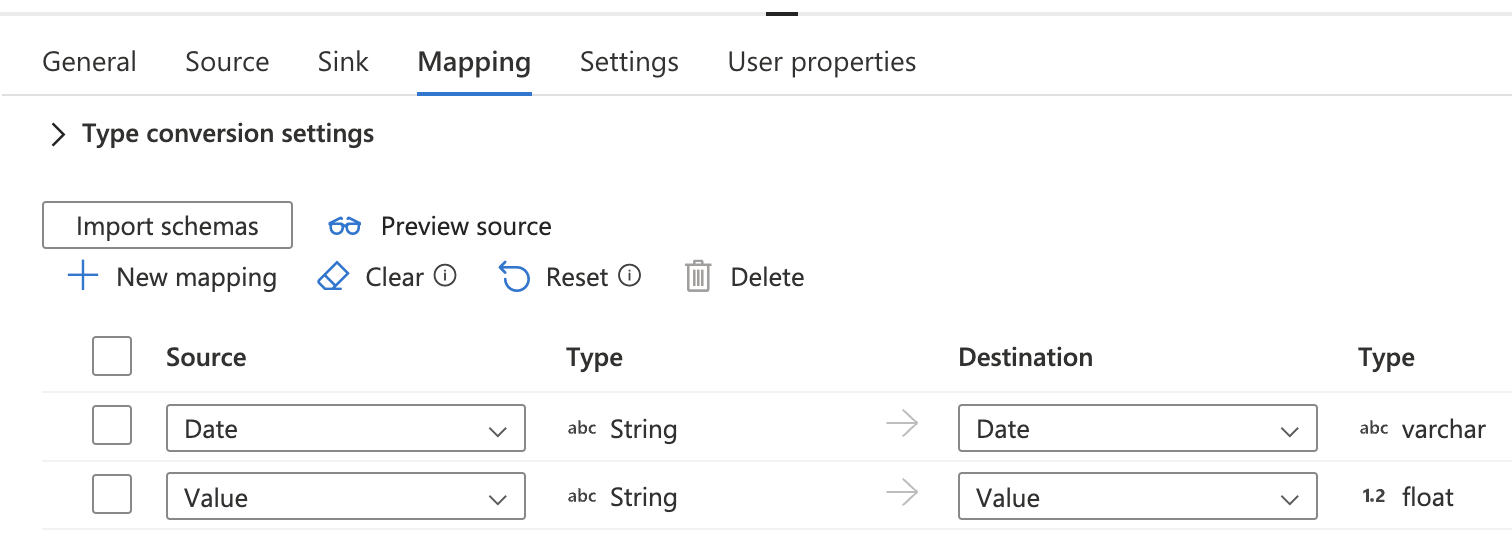 General Source Sink Mapping Settings User properties
Type conversion settings
Import schemas Preview source
New mapping Clear Reset Delete
Source Type Destination Type
Date abc String Date abc varchar
Value abc String Value 1.2 float